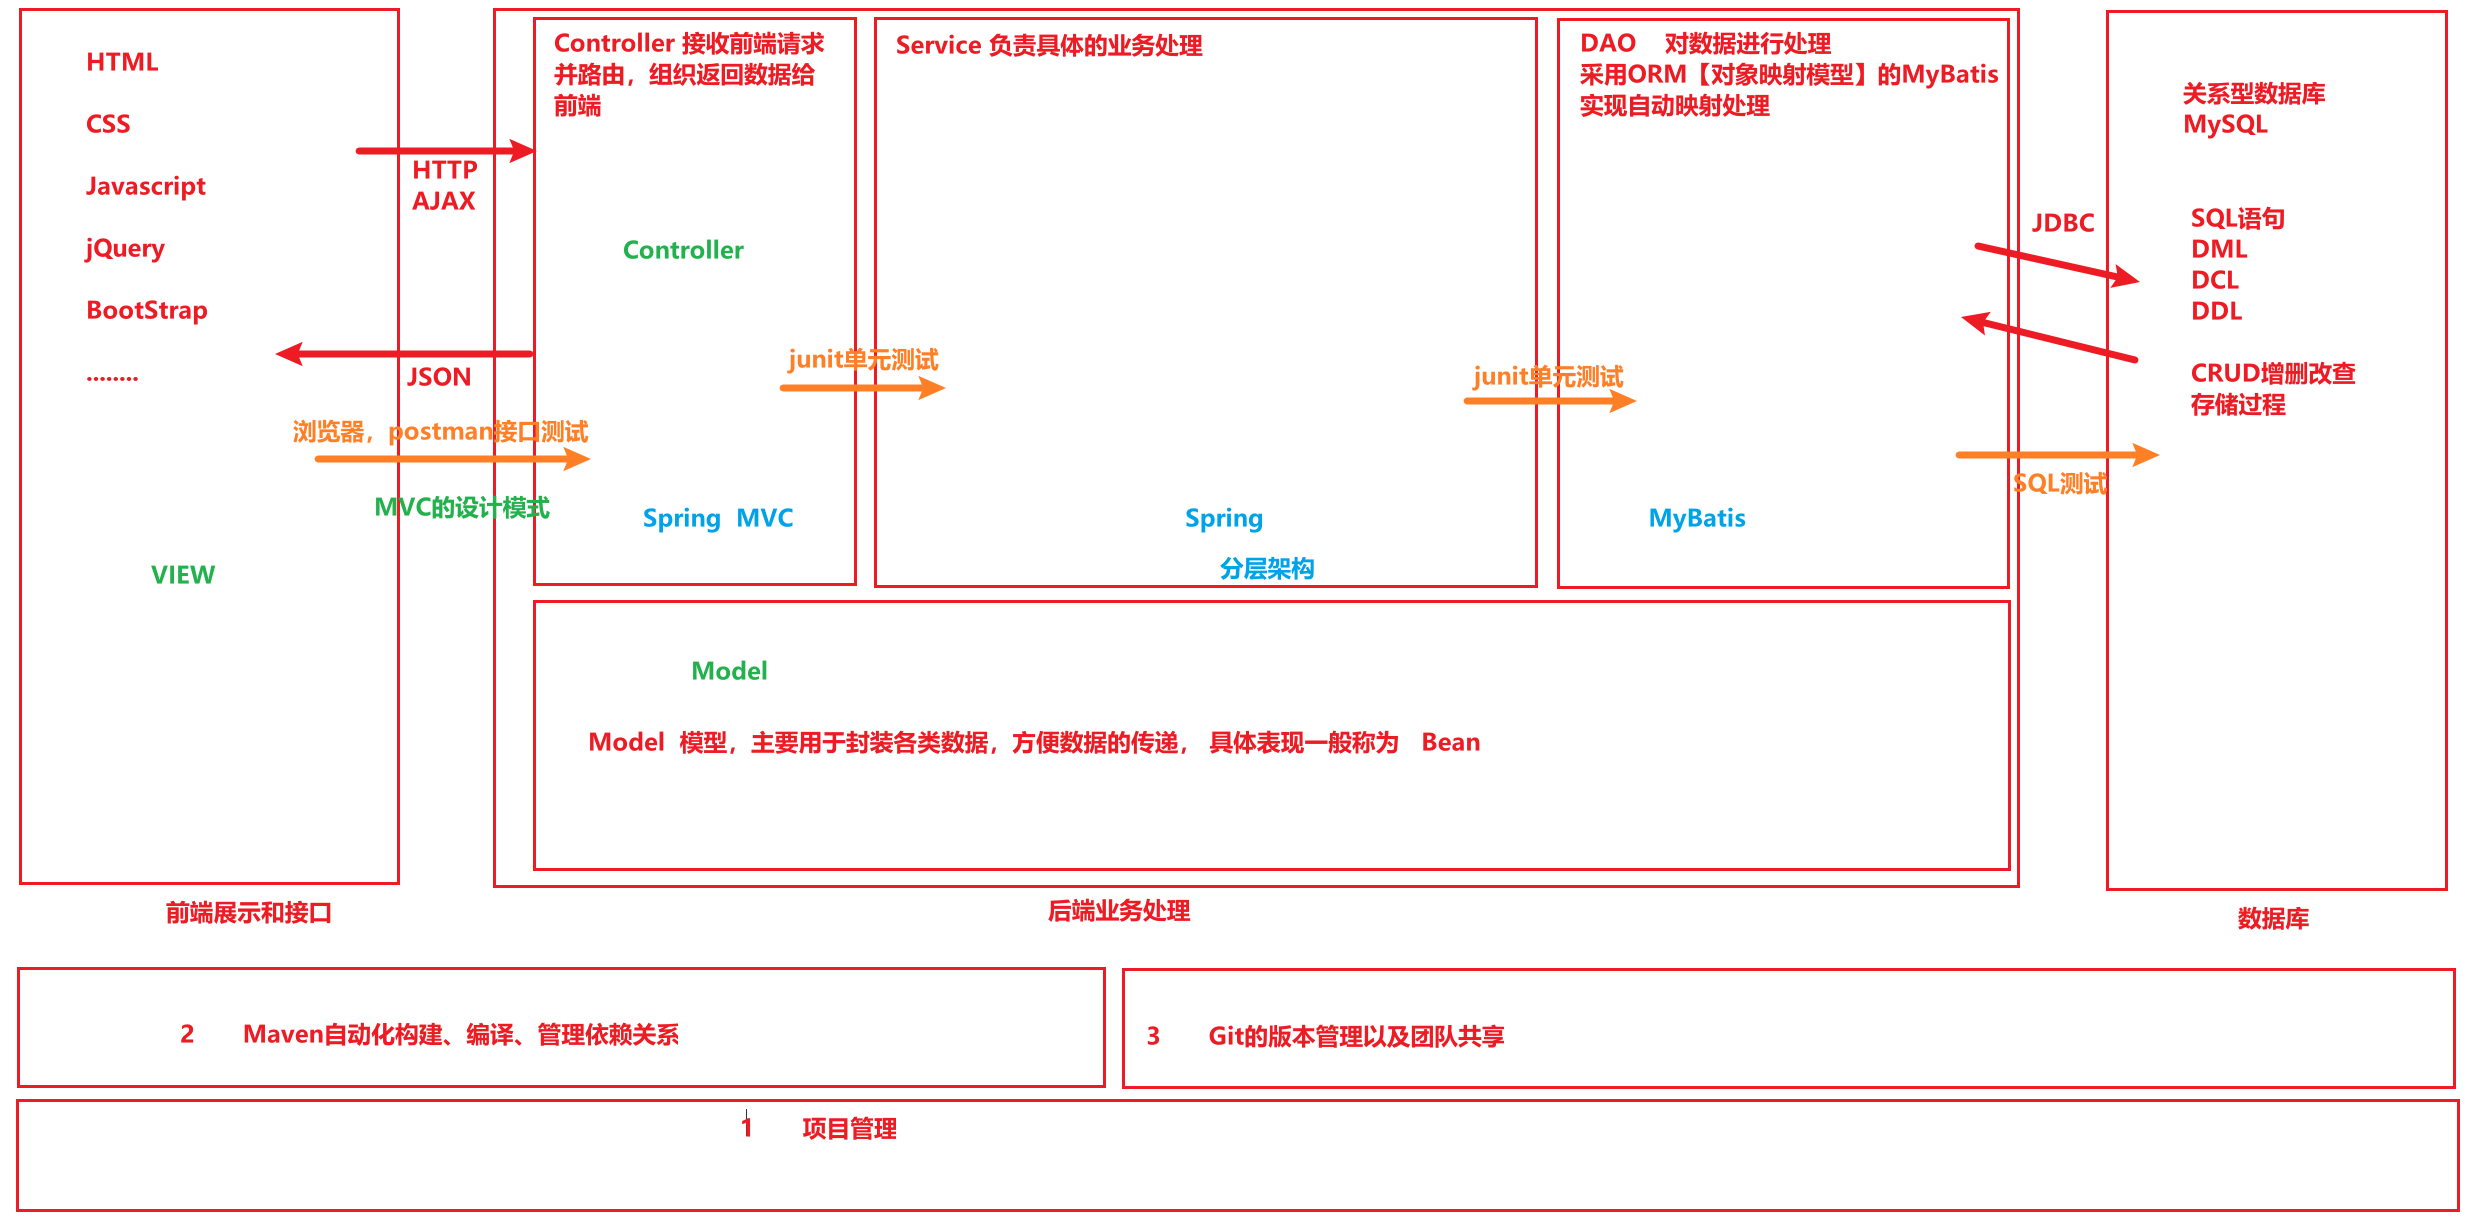 HTML
CSS
Javascript
jQuery
BootStrap
........
VIEW
HTTP
AJAX
JSON
浏览器，postman接口测试
MVC的设计模式
Controller 接收前端请求
并路由，组织返回数据给
前端
Controller
Spring MVC
junit单元测试
Service 负责具体的业务处理
Spring
分层架构
junit单元测试
DAO 对数据进行处理
采用ORM【对象映射模型】的MyBatis
实现自动映射处理
MyBatis
JDBC
SQL测试
关系型数据库
MySQL
SQL语句
DML
DCL
DDL
CRUD增删改查
存储过程
Model
Model 模型，主要用于封装各类数据，方便数据的传递， 具体表现一般称为 Bean
前端展示和接口
后端业务处理
数据库
2 Maven自动化构建、编译、管理依赖关系
3 Git的版本管理以及团队共享
1 项目管理